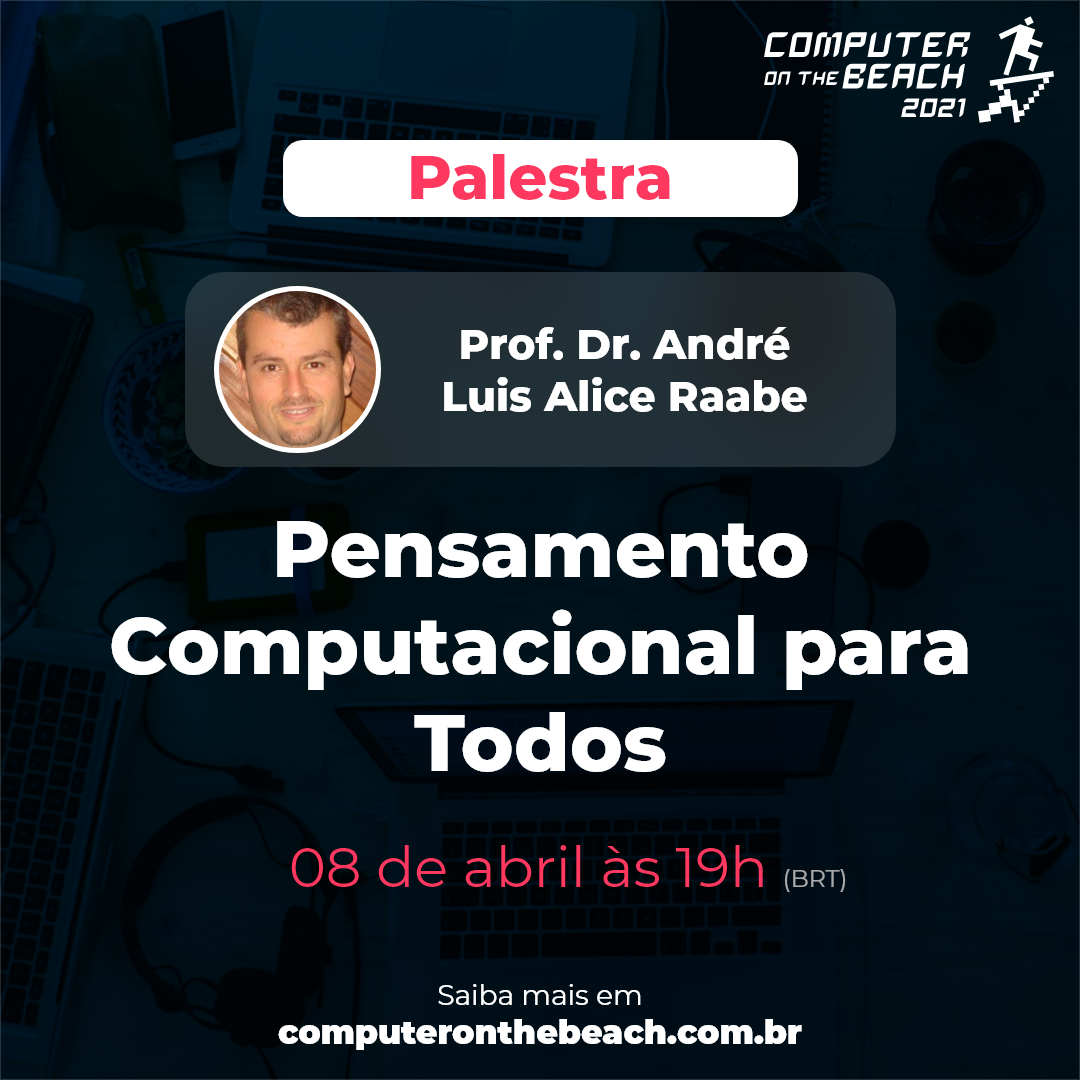 COMPUTER
ON THE BEACH
2021
Palestra
Prof. Dr. André
Luis Alice Raabe
Pensamento
Computacional para
Todos
08 de abril às 19h (BRT)
Saiba mais em
computeronthebeach.com.br